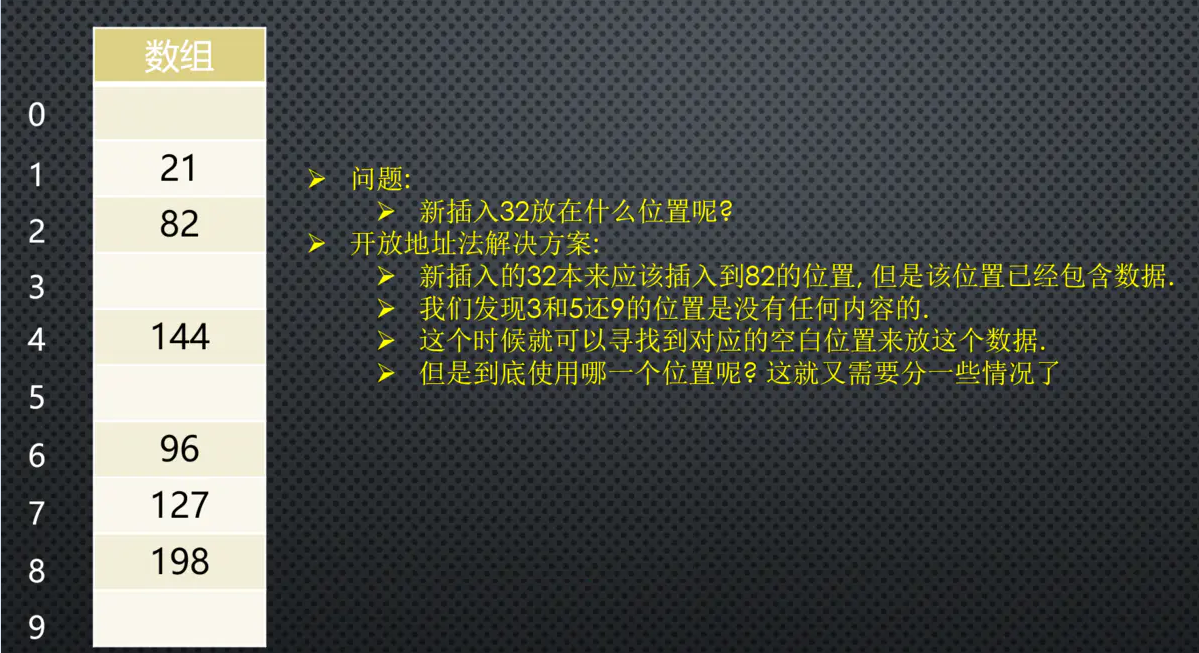 数组
0
1 21
2 82
3
4 144
5
6 96
7 127
8 198
9
问题:
新插入32放在什么位置呢?
开放地址法解决方案:
新插入的32本来应该插入到82的位置, 但是该位置已经包含数据.
我们发现3和5还9的位置是没有任何内容的.
这个时候就可以寻找到对应的空白位置来放这个数据.
但是到底使用哪一个位置呢? 这就又需要分一些情况了